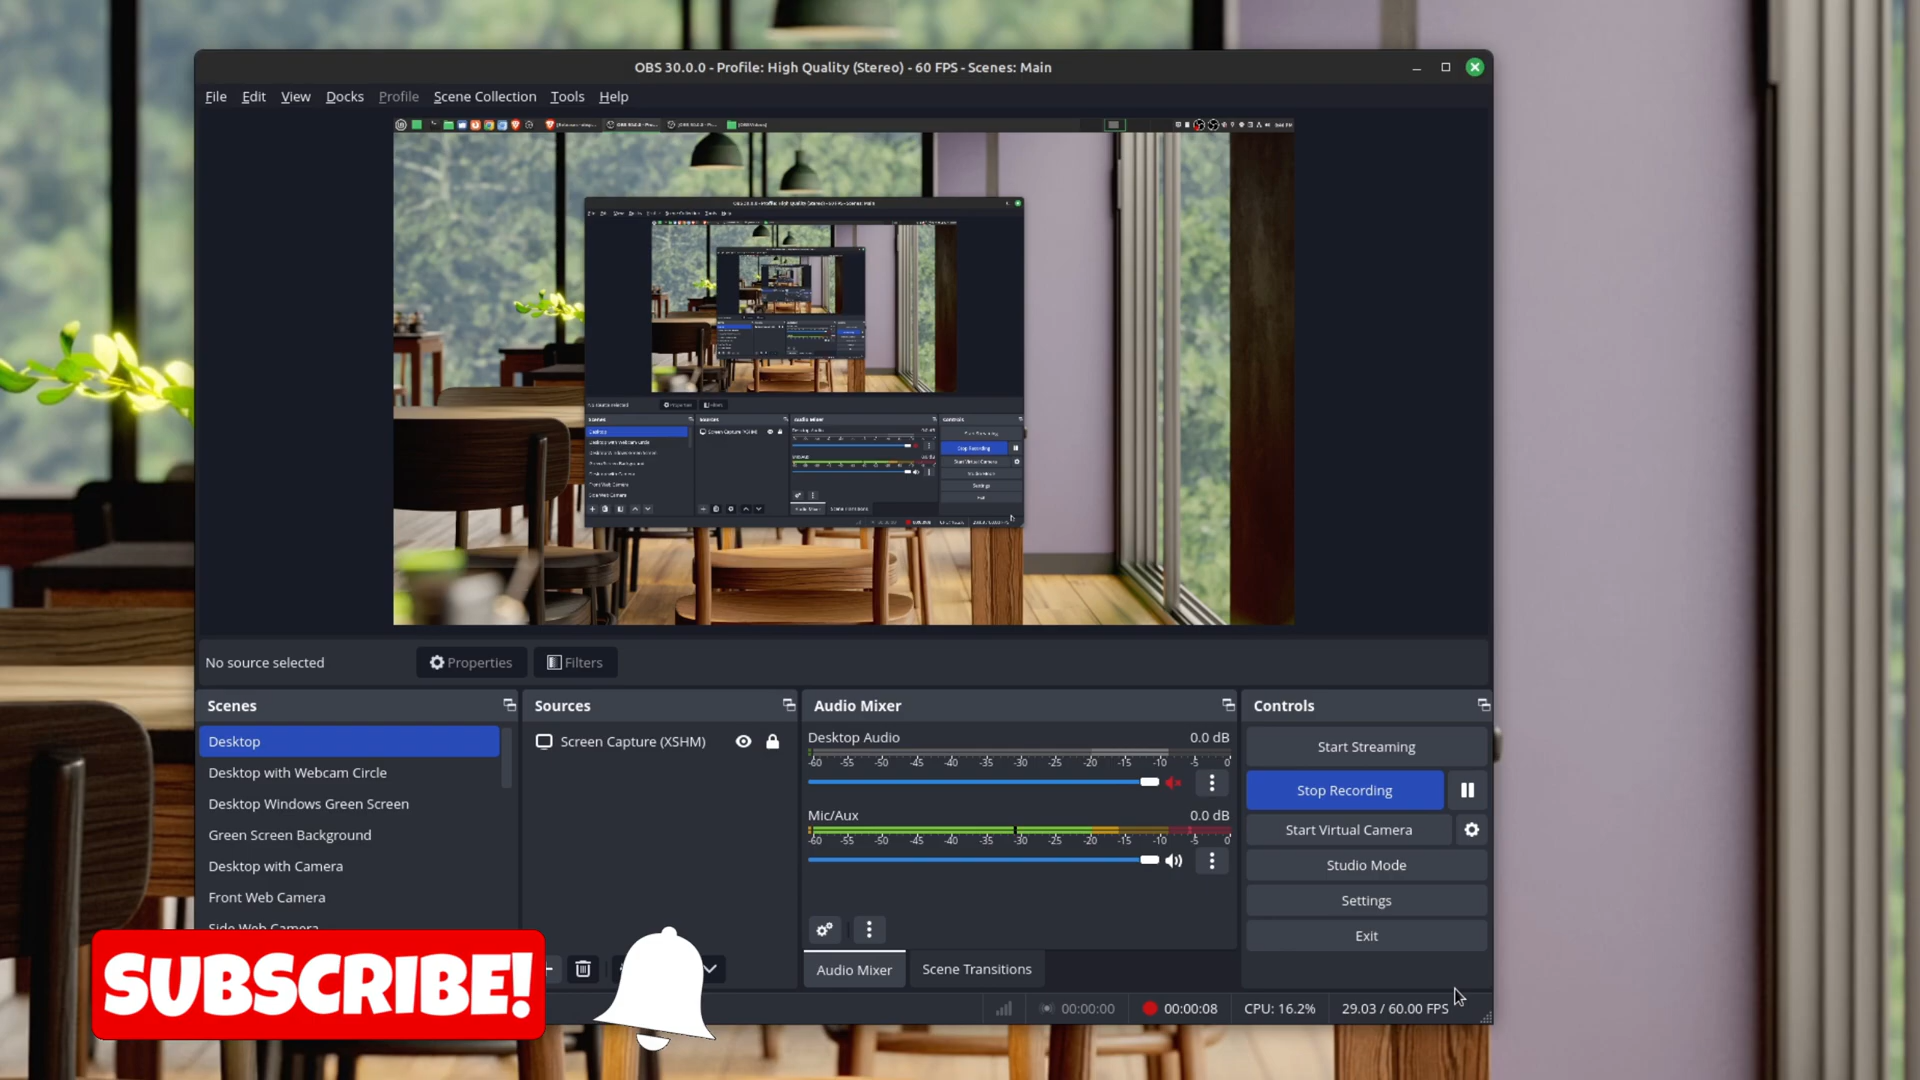 OBS 30.0.0 - Profile: High Quality (Stereo) - 60 FPS - Scenes: Main
File Edit View Docks Profile Scene Collection Tools Help
No source selected Properties Filters
Scenes
Desktop
Desktop with Webcam Circle
Desktop Windows Green Screen
Green Screen Background
Desktop with Camera
Front Web Camera
Side Web Camera
Sources
Screen Capture (XSHM)
Audio Mixer
Desktop Audio 0.0 dB
-60 -55 -50 -45 -40 -35 -30 -25 -20 -15 -10 -5 0
Mic/Aux 0.0 dB
-60 -55 -50 -45 -40 -35 -30 -25 -20 -15 -10 -5 0
Audio Mixer Scene Transitions
Controls
Start Streaming
Stop Recording
Start Virtual Camera
Studio Mode
Settings
Exit
SUBSCRIBE!
00:00:00 00:00:08 CPU: 16.2% 29.03 / 60.00 FPS